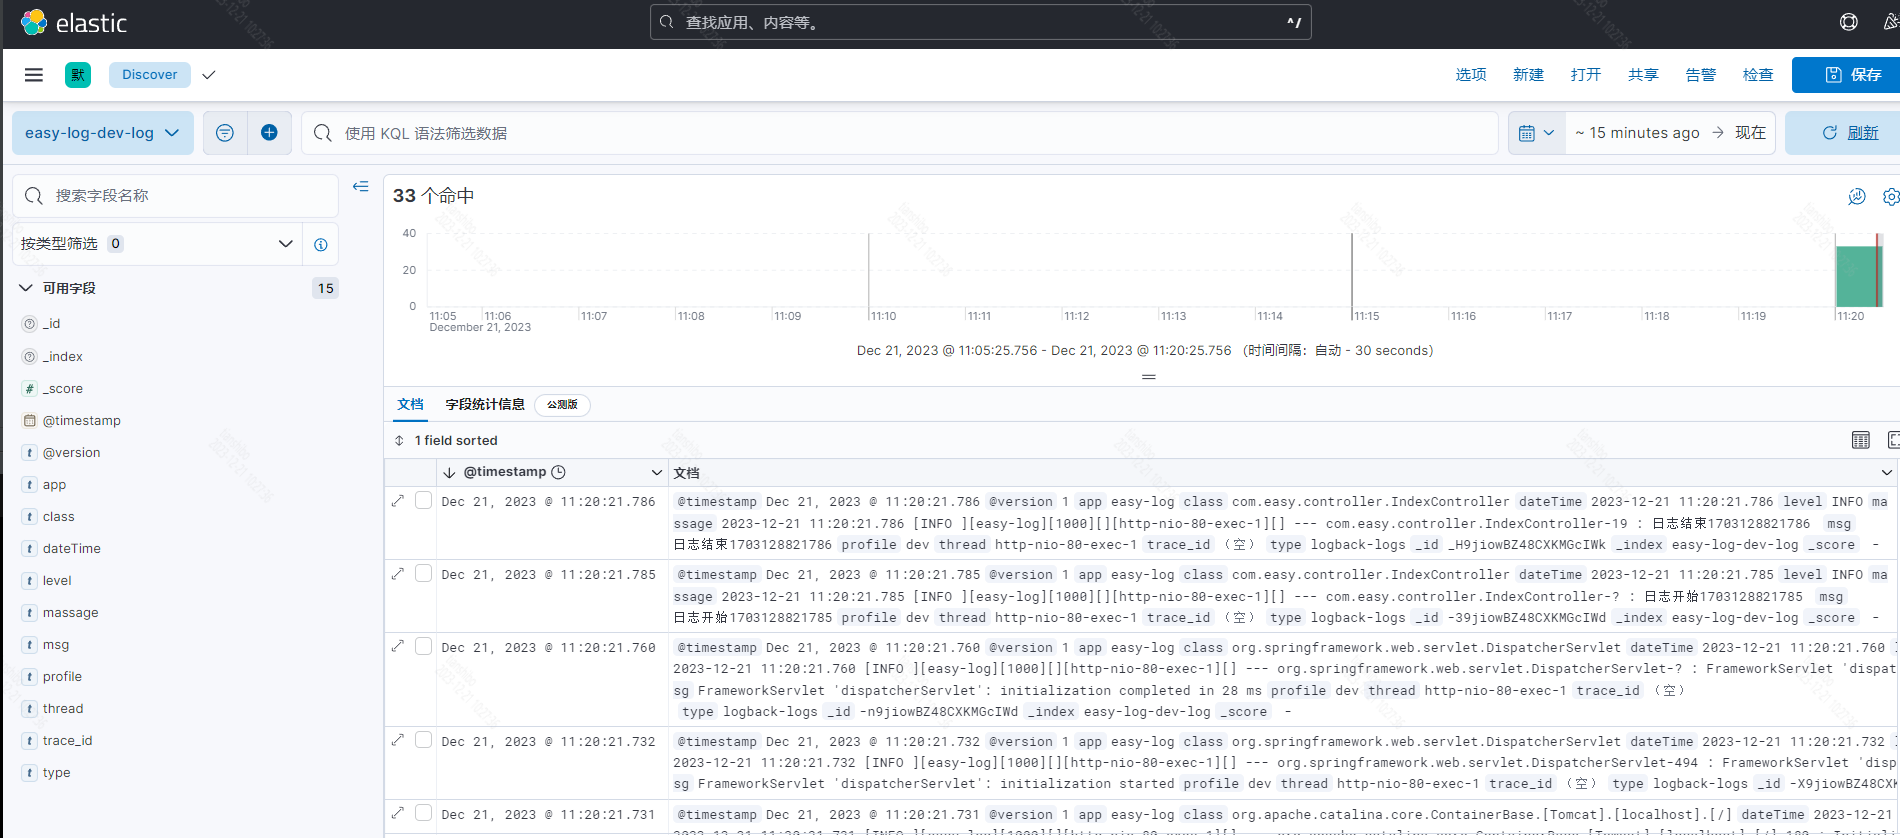 elastic
查找应用、内容等。
^/
默
Discover
选项
新建
打开
共享
告警
检查
保存
easy-log-dev-log
使用 KQL 语法筛选数据
~ 15 minutes ago → 现在
刷新
搜索字段名称
按类型筛选 0
可用字段 15
_id
_index
_score
@timestamp
@version
app
class
dateTime
level
massage
msg
profile
thread
trace_id
type
33 个命中
40
20
0
11:05 11:06 11:07 11:08 11:09 11:10 11:11 11:12 11:13 11:14 11:15 11:16 11:17 11:18 11:19 11:20
December 21, 2023
Dec 21, 2023 @ 11:05:25.756 - Dec 21, 2023 @ 11:20:25.756 （时间间隔：自动 - 30 seconds）
文档 字段统计信息 公测版
1 field sorted
@timestamp 文档
Dec 21, 2023 @ 11:20:21.786 @timestamp Dec 21, 2023 @ 11:20:21.786 @version 1 app easy-log class com.easy.controller.IndexController dateTime 2023-12-21 11:20:21.786 level INFO ma
ssage 2023-12-21 11:20:21.786 [INFO ][easy-log][1000][][http-nio-80-exec-1][] --- com.easy.controller.IndexController-19 : 日志结束1703128821786 msg
日志结束1703128821786 profile dev thread http-nio-80-exec-1 trace_id （空） type logback-logs _id _H9jiowBZ48CXKMGcIWk _index easy-log-dev-log _score -
Dec 21, 2023 @ 11:20:21.785 @timestamp Dec 21, 2023 @ 11:20:21.785 @version 1 app easy-log class com.easy.controller.IndexController dateTime 2023-12-21 11:20:21.785 level INFO ma
ssage 2023-12-21 11:20:21.785 [INFO ][easy-log][1000][][http-nio-80-exec-1][] --- com.easy.controller.IndexController-? : 日志开始1703128821785 msg
日志开始1703128821785 profile dev thread http-nio-80-exec-1 trace_id （空） type logback-logs _id -39jiowBZ48CXKMGcIWd _index easy-log-dev-log _score -
Dec 21, 2023 @ 11:20:21.760 @timestamp Dec 21, 2023 @ 11:20:21.760 @version 1 app easy-log class org.springframework.web.servlet.DispatcherServlet dateTime 2023-12-21 11:20:21.760
2023-12-21 11:20:21.760 [INFO ][easy-log][1000][][http-nio-80-exec-1][] --- org.springframework.web.servlet.DispatcherServlet-? : FrameworkServlet 'dispat
sg FrameworkServlet 'dispatcherServlet': initialization completed in 28 ms profile dev thread http-nio-80-exec-1 trace_id （空）
type logback-logs _id -n9jiowBZ48CXKMGcIWd _index easy-log-dev-log _score -
Dec 21, 2023 @ 11:20:21.732 @timestamp Dec 21, 2023 @ 11:20:21.732 @version 1 app easy-log class org.springframework.web.servlet.DispatcherServlet dateTime 2023-12-21 11:20:21.732
2023-12-21 11:20:21.732 [INFO ][easy-log][1000][][http-nio-80-exec-1][] --- org.springframework.web.servlet.DispatcherServlet-494 : FrameworkServlet 'disp
sg FrameworkServlet 'dispatcherServlet': initialization started profile dev thread http-nio-80-exec-1 trace_id （空） type logback-logs _id -X9jiowBZ48CXK
Dec 21, 2023 @ 11:20:21.731 @timestamp Dec 21, 2023 @ 11:20:21.731 @version 1 app easy-log class org.apache.catalina.core.ContainerBase.[Tomcat].[localhost].[/] dateTime 2023-12-21